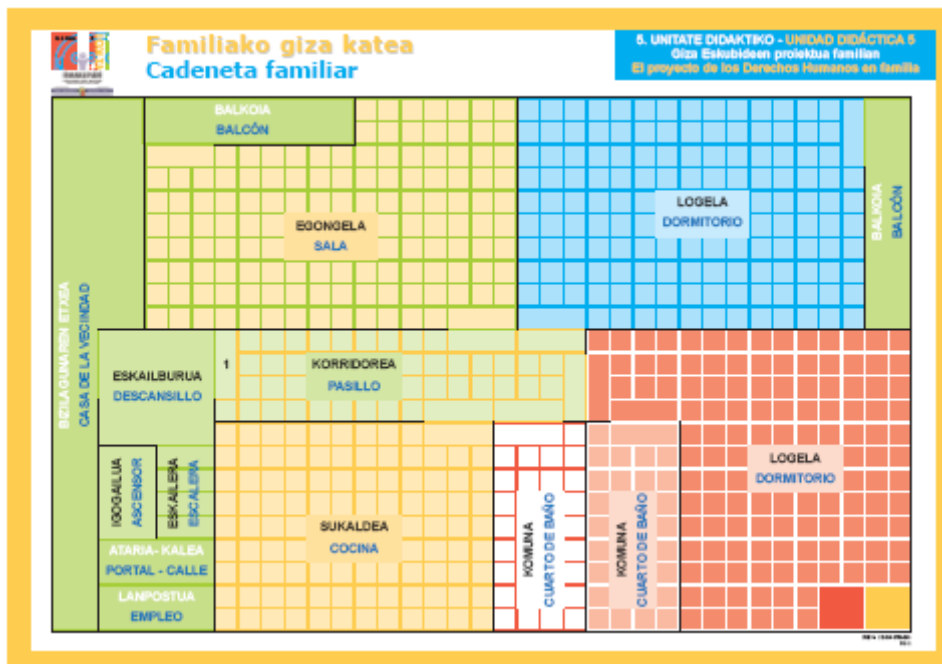 Familiako giza katea
Cadeneta familiar
5. UNITATE DIDAKTIKO - UNIDAD DIDÁCTICA 5
Giza Eskubideen proiektua familian
El proyecto de los Derechos Humanos en familia
BALKOIA
BALCÓN
EGONGELA
SALA
LOGELA
DORMITORIO
BALKOIA
BALCÓN
BIZILAGUNAREN ETXEA
CASA DE LA VECINDAD
ESKAILBURUA
DESCANSILLO
1
KORRIDOREA
PASILLO
IGOGAILUA
ASCENSOR
ESKAILERA
ESCALERA
SUKALDEA
COCINA
KOMUNA
CUARTO DE BAÑO
KOMUNA
CUARTO DE BAÑO
LOGELA
DORMITORIO
ATARIA- KALEA
PORTAL - CALLE
LANPOSTUA
EMPLEO